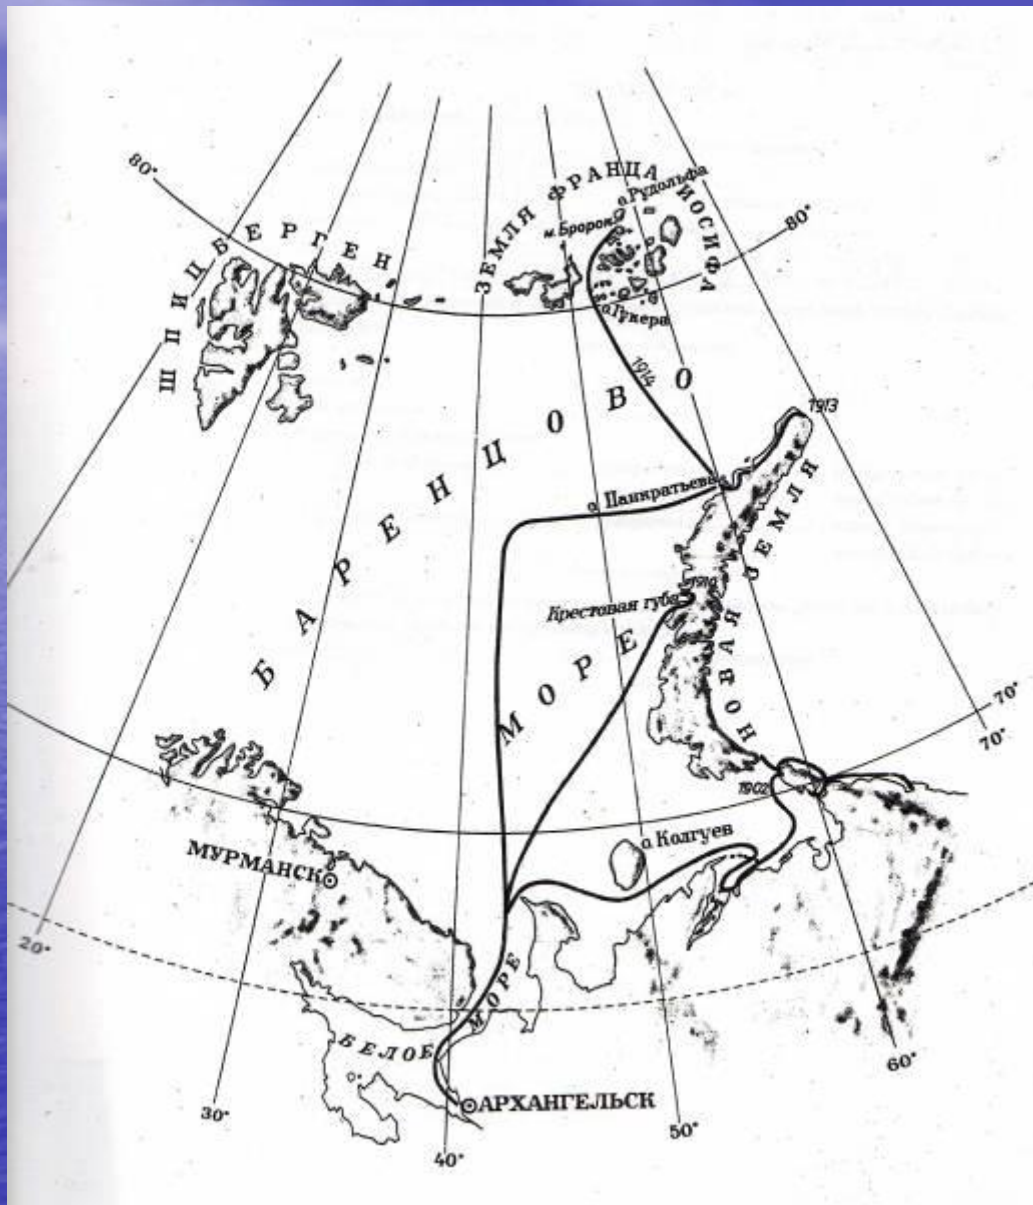 80°
ШПИЦБЕРГЕН
ЗЕМЛЯ ФРАНЦА ИОСИФА
о. Рудольфа
м. Бророк
80°
о. Гукера
1914
1913
БАРЕНЦОВО
МОРЕ
о. Панкратьева
НОВАЯ ЗЕМЛЯ
1910
Крестовая губа
70°
70°
1902
о. Колгуев
МУРМАНСК
20°
БЕЛОЕ МОРЕ
АРХАНГЕЛЬСК
60°
30°
50°
40°